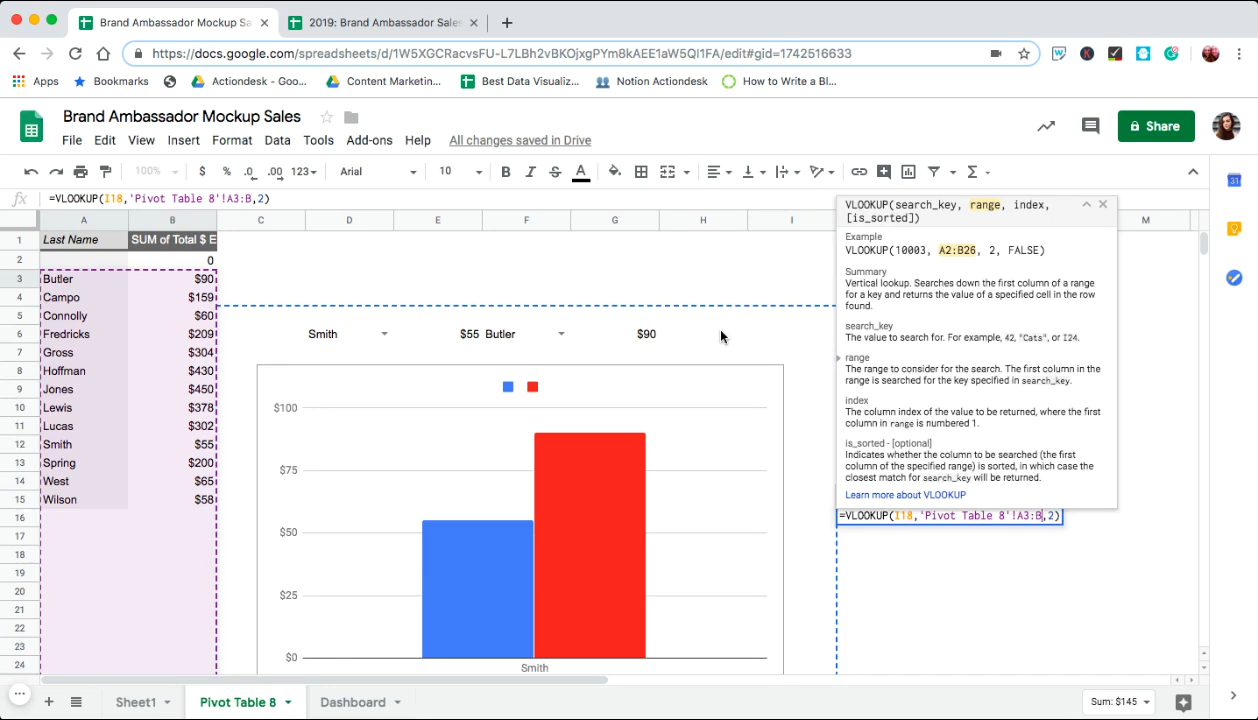 Brand Ambassador Mockup Sa
2019: Brand Ambassador Sales
https://docs.google.com/spreadsheets/d/1W5XGCRacvsFU-L7LBh2vBKOjxgPYm8kAEE1aW5Ql1FA/edit#gid=1742516633
Apps Bookmarks Actiondesk - Goo... Content Marketin... Best Data Visualiz... Notion Actiondesk How to Write a Bl...
Brand Ambassador Mockup Sales
File Edit View Insert Format Data Tools Add-ons Help All changes saved in Drive
Share
100% $ % .0 .00 123 Arial 10 B I S A
31
fx =VLOOKUP(I18,'Pivot Table 8'!A3:B,2)
A B C D E F G H I M
1 Last Name SUM of Total $ E
2 0
3 Butler $90
4 Campo $159
5 Connolly $60
6 Fredricks $209
7 Gross $304
8 Hoffman $430
9 Jones $450
10 Lewis $378
11 Lucas $302
12 Smith $55
13 Spring $200
14 West $65
15 Wilson $58
16
17
18
19
20
21
22
23
24
Smith $55 Butler $90
$100
$75
$50
$25
$0
Smith
VLOOKUP(search_key, range, index,
[is_sorted])
Example
VLOOKUP(10003, A2:B26, 2, FALSE)
Summary
Vertical lookup. Searches down the first column of a range
for a key and returns the value of a specified cell in the row
found.
search_key
The value to search for. For example, 42, "Cats", or I24.
range
The range to consider for the search. The first column in the
range is searched for the key specified in search_key.
index
The column index of the value to be returned, where the first
column in range is numbered 1.
is_sorted - [optional]
Indicates whether the column to be searched (the first
column of the specified range) is sorted, in which case the
closest match for search_key will be returned.
Learn more about VLOOKUP
=VLOOKUP(I18,'Pivot Table 8'!A3:B,2)
Sheet1 Pivot Table 8 Dashboard Sum: $145